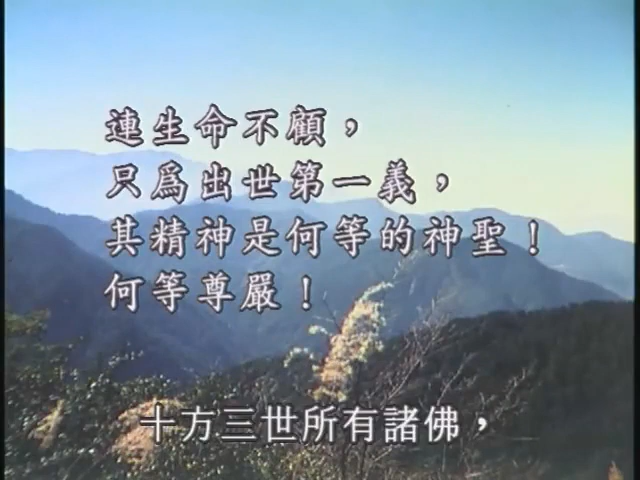 連生命不顧，
只為出世第一義，
其精神是何等的神聖！
何等尊嚴！
十方三世所有諸佛，